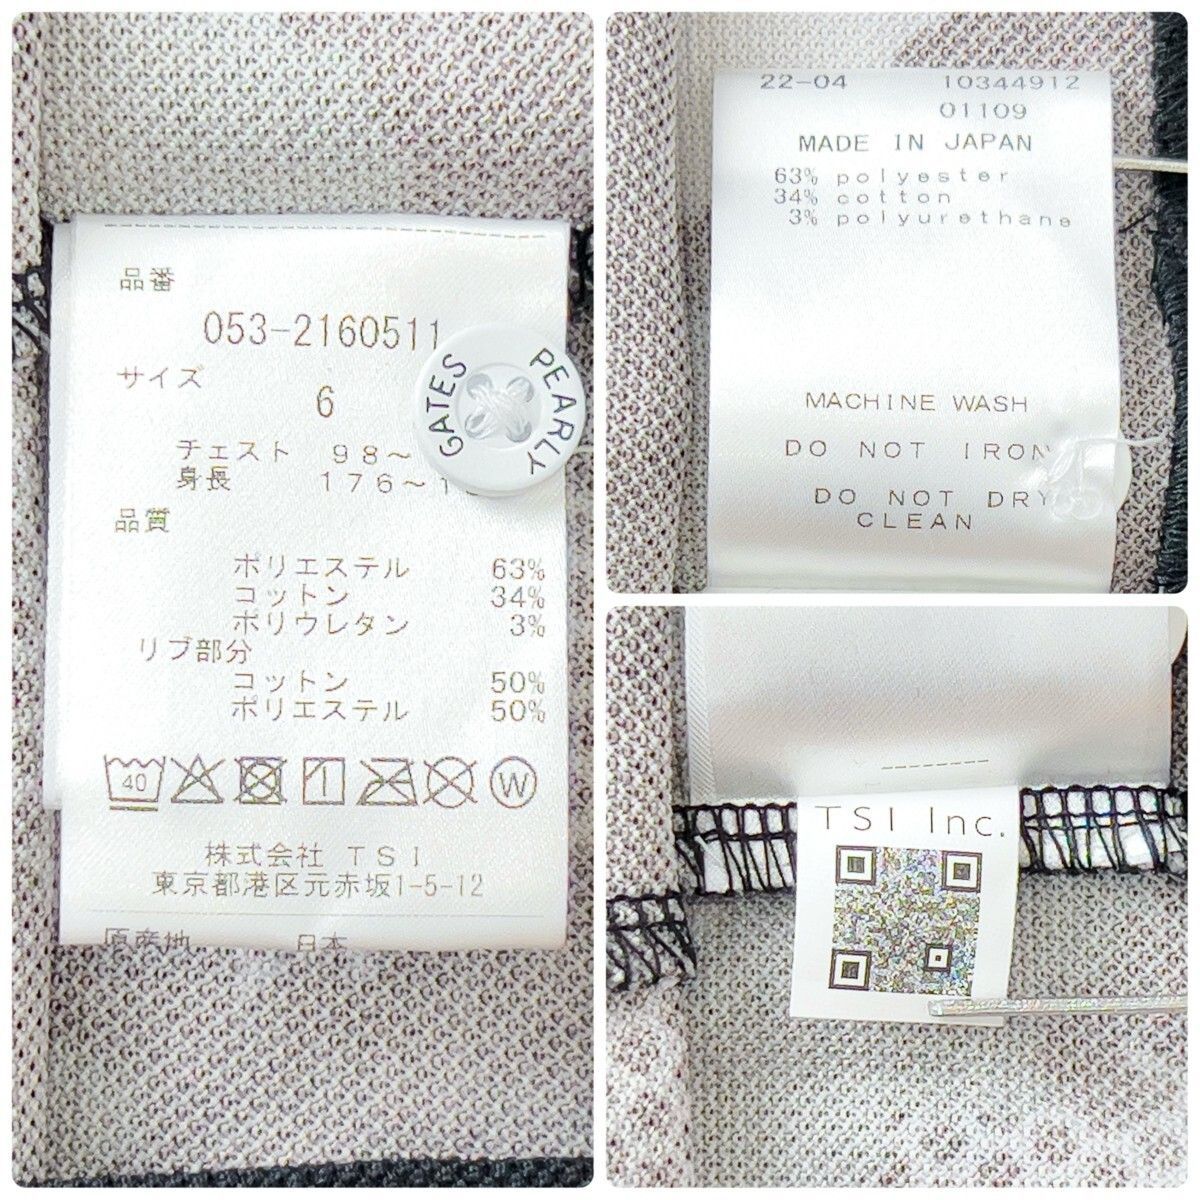 品番
053-2160511
サイズ
6
チェスト 98～
身長 176～1
品質
ポリエステル 63%
コットン 34%
ポリウレタン 3%
リブ部分
コットン 50%
ポリエステル 50%
40
W
株式会社 TSI
東京都港区元赤坂1-5-12
原産地 日本
PEARLY GATES
22-04 10344912
01109
MADE IN JAPAN
63% polyester
34% cotton
3% polyurethane
MACHINE WASH
DO NOT IRON
DO NOT DRY
CLEAN
TSI Inc.